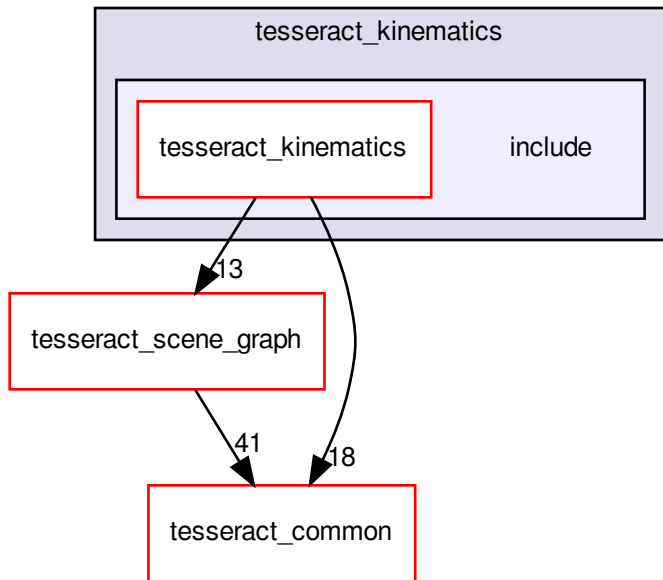 tesseract_kinematics
tesseract_kinematics
include
13
tesseract_scene_graph
41
18
tesseract_common